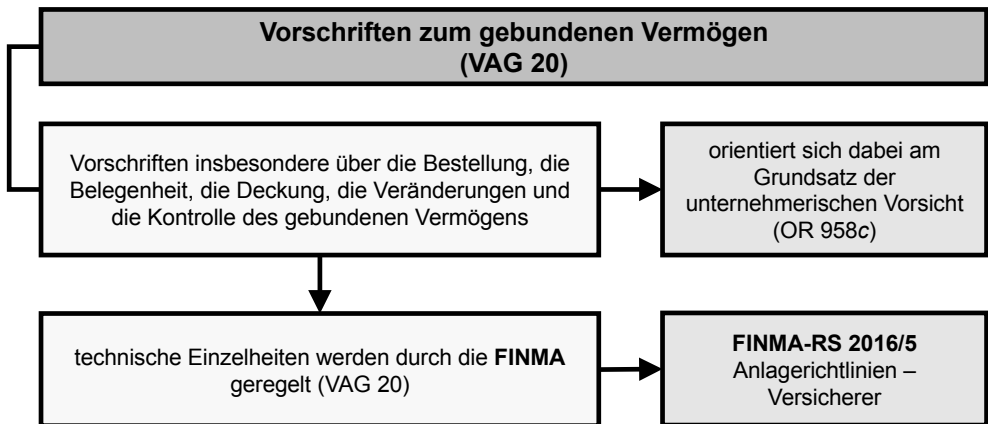 Vorschriften zum gebundenen Vermögen
(VAG 20)
Vorschriften insbesondere über die Bestellung, die
Belegenheit, die Deckung, die Veränderungen und
die Kontrolle des gebundenen Vermögens
orientiert sich dabei am
Grundsatz der
unternehmerischen Vorsicht
(OR 958c)
technische Einzelheiten werden durch die FINMA
geregelt (VAG 20)
FINMA-RS 2016/5
Anlagerichtlinien –
Versicherer